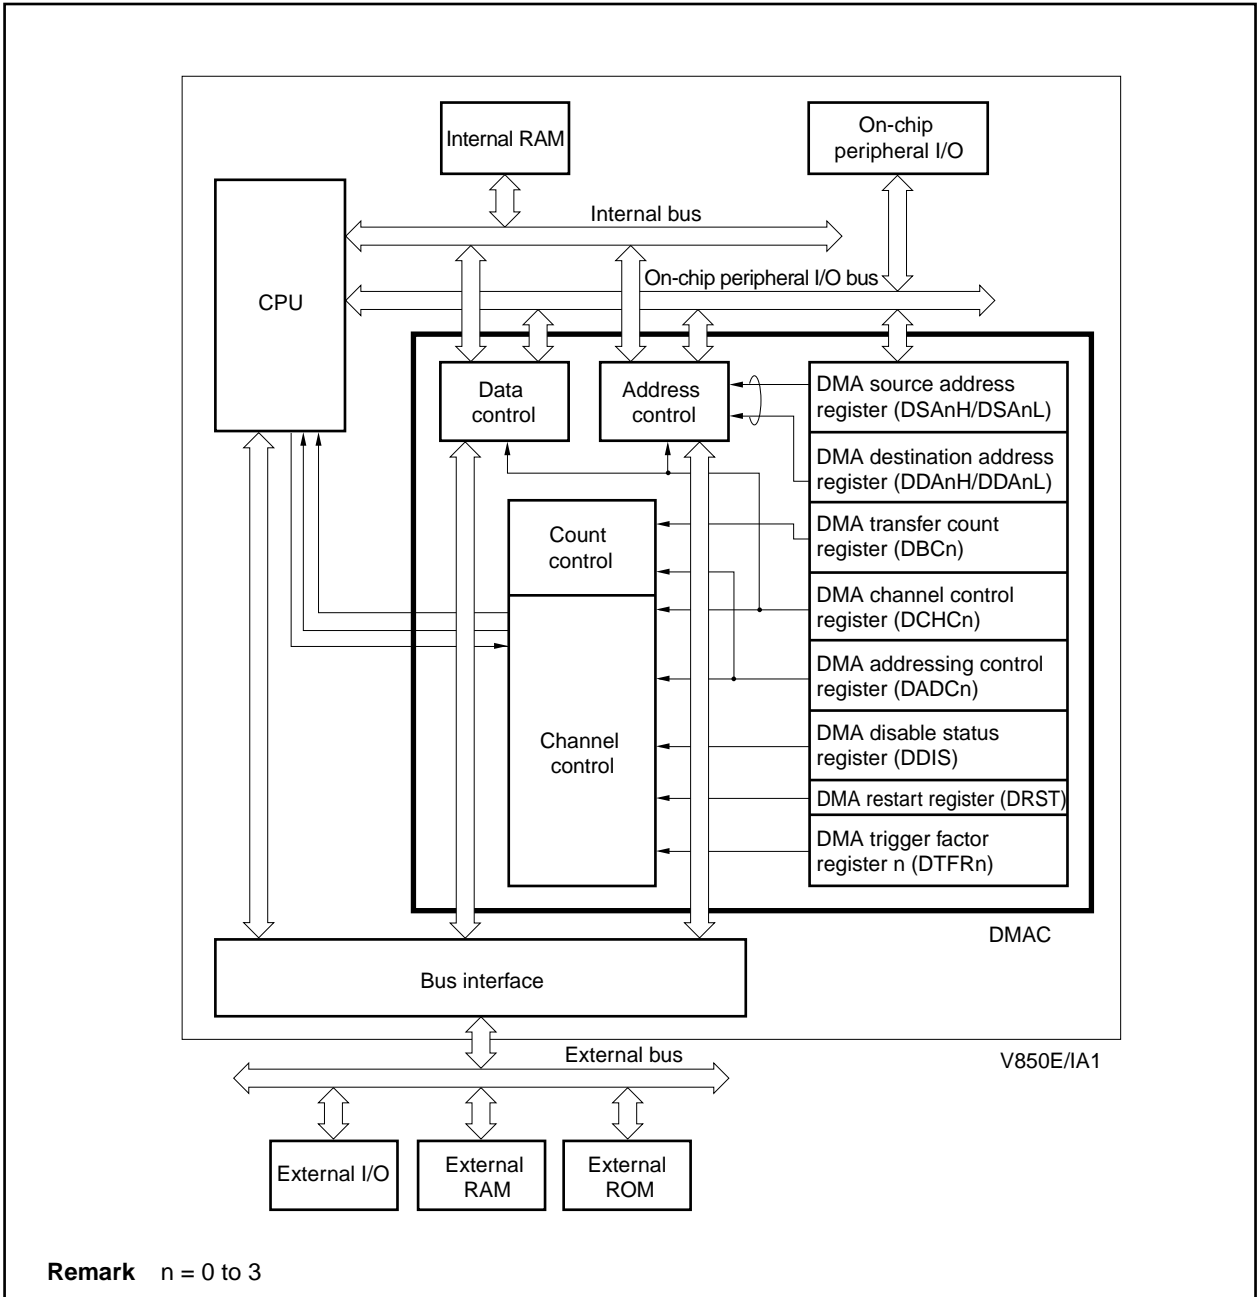 Internal RAM
On-chip
peripheral I/O
Internal bus
On-chip peripheral I/O bus
CPU
Data
control
Address
control
DMA source address
register (DSAnH/DSAnL)
DMA destination address
register (DDAnH/DDAnL)
Count
control
DMA transfer count
register (DBCn)
DMA channel control
register (DCHCn)
DMA addressing control
register (DADCn)
Channel
control
DMA disable status
register (DDIS)
DMA restart register (DRST)
DMA trigger factor
register n (DTFRn)
DMAC
Bus interface
External bus
V850E/IA1
External I/O
External
RAM
External
ROM
Remark n = 0 to 3